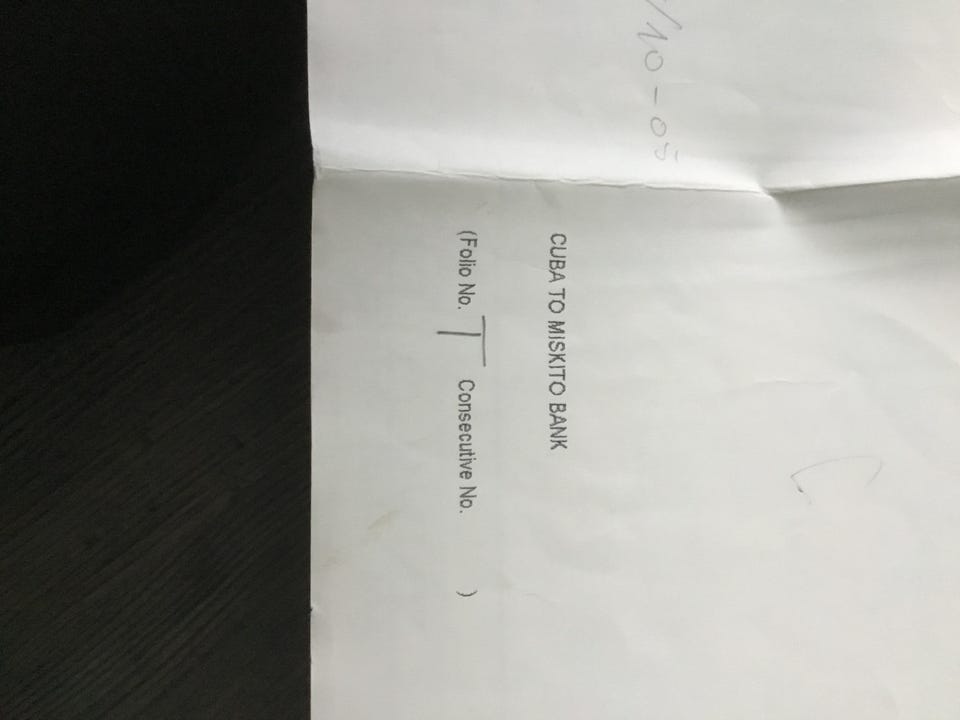 /10-05
CUBA TO MISKITO BANK
(Folio No. T Consecutive No. )